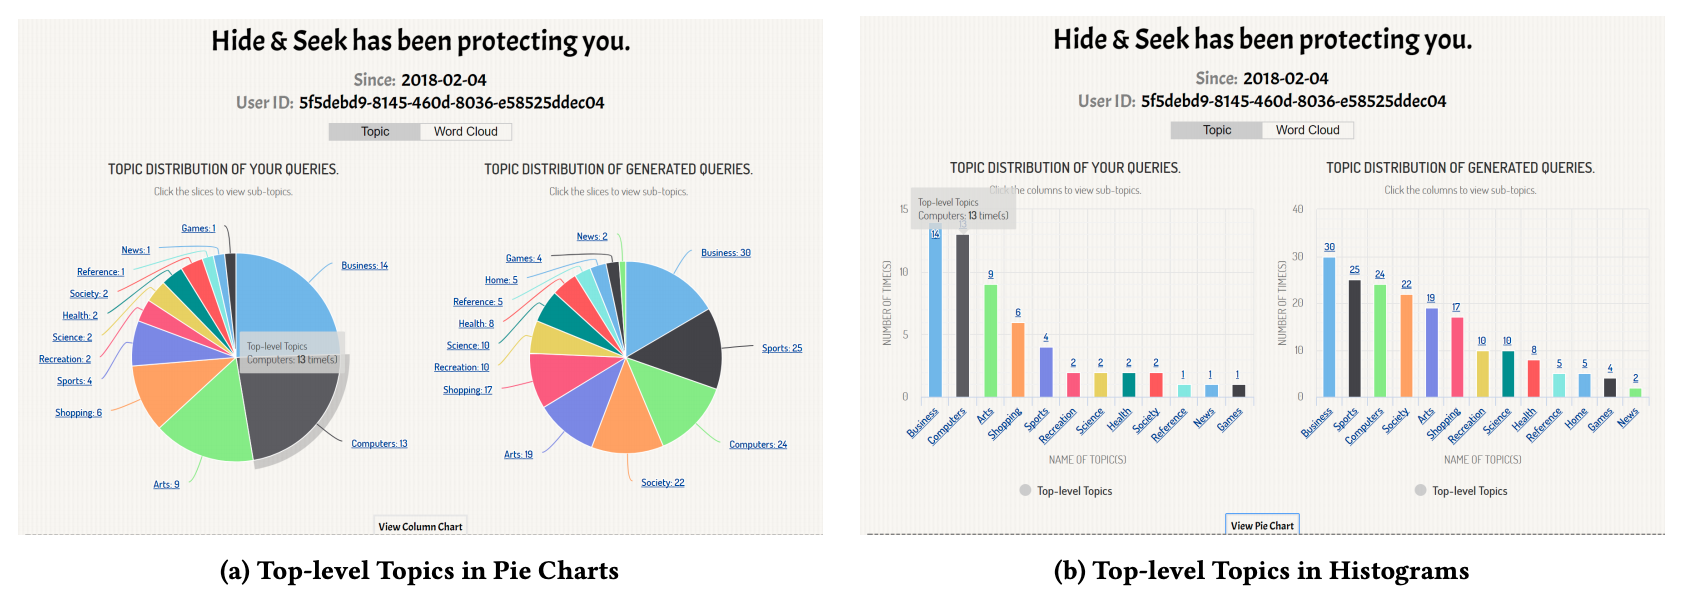 Hide & Seek has been protecting you.
Since: 2018-02-04
User ID: 5f5debd9-8145-460d-8036-e58525ddec04
Topic
Word Cloud
TOPIC DISTRIBUTION OF YOUR QUERIES.
Click the slices to view sub-topics.
Games: 1
News: 1
Reference: 1
Society: 2
Health: 2
Science: 2
Recreation: 2
Sports: 4
Shopping: 6
Arts: 9
Business: 14
Top-level Topics
Computers: 13 time(s)
Computers: 13
TOPIC DISTRIBUTION OF GENERATED QUERIES.
Click the slices to view sub-topics.
News: 2
Games: 4
Home: 5
Reference: 5
Health: 8
Science: 10
Recreation: 10
Shopping: 17
Arts: 19
Business: 30
Sports: 25
Computers: 24
Society: 22
View Column Chart
(a) Top-level Topics in Pie Charts
Hide & Seek has been protecting you.
Since: 2018-02-04
User ID: 5f5debd9-8145-460d-8036-e58525ddec04
Topic
Word Cloud
TOPIC DISTRIBUTION OF YOUR QUERIES.
Click the columns to view sub-topics.
Top-level Topics
Computers: 13 time(s)
NUMBER OF TIME(S)
15
10
5
0
14
13
9
6
4
2
2
2
2
1
1
1
Business
Computers
Arts
Shopping
Sports
Recreation
Science
Health
Society
Reference
News
Games
NAME OF TOPIC(S)
Top-level Topics
TOPIC DISTRIBUTION OF GENERATED QUERIES.
Click the columns to view sub-topics.
NUMBER OF TIME(S)
40
30
20
10
0
30
25
24
22
19
17
10
10
8
5
5
4
2
Business
Sports
Computers
Society
Arts
Shopping
Recreation
Science
Health
Reference
Home
Games
News
NAME OF TOPIC(S)
Top-level Topics
View Pie Chart
(b) Top-level Topics in Histograms